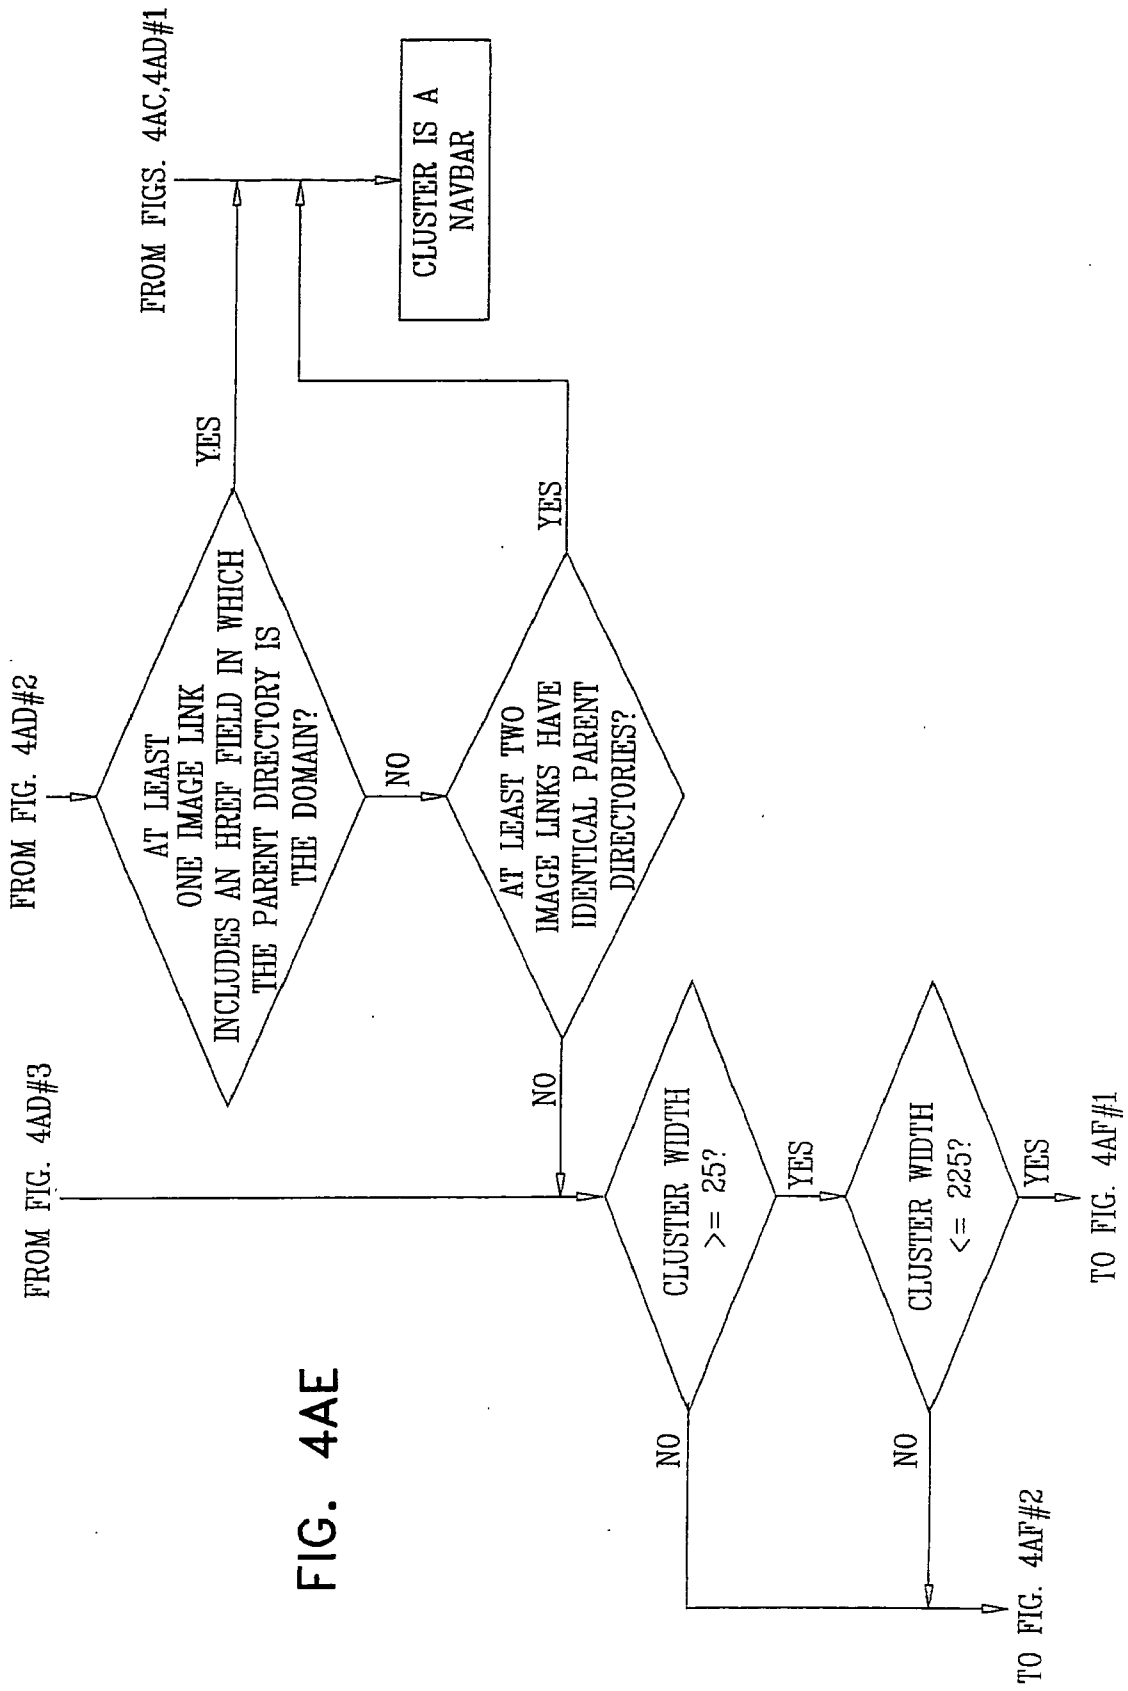 FIG. 4AE
FROM FIG. 4AD#3
FROM FIG. 4AD#2
FROM FIGS. 4AC,4AD#1
AT LEAST
ONE IMAGE LINK
INCLUDES AN HREF FIELD IN WHICH
THE PARENT DIRECTORY IS
THE DOMAIN?
YES
NO
CLUSTER IS A
NAVBAR
AT LEAST TWO
IMAGE LINKS HAVE
IDENTICAL PARENT
DIRECTORIES?
YES
NO
CLUSTER WIDTH
>= 25?
NO
YES
CLUSTER WIDTH
<= 225?
NO
YES
TO FIG. 4AF#2
TO FIG. 4AF#1